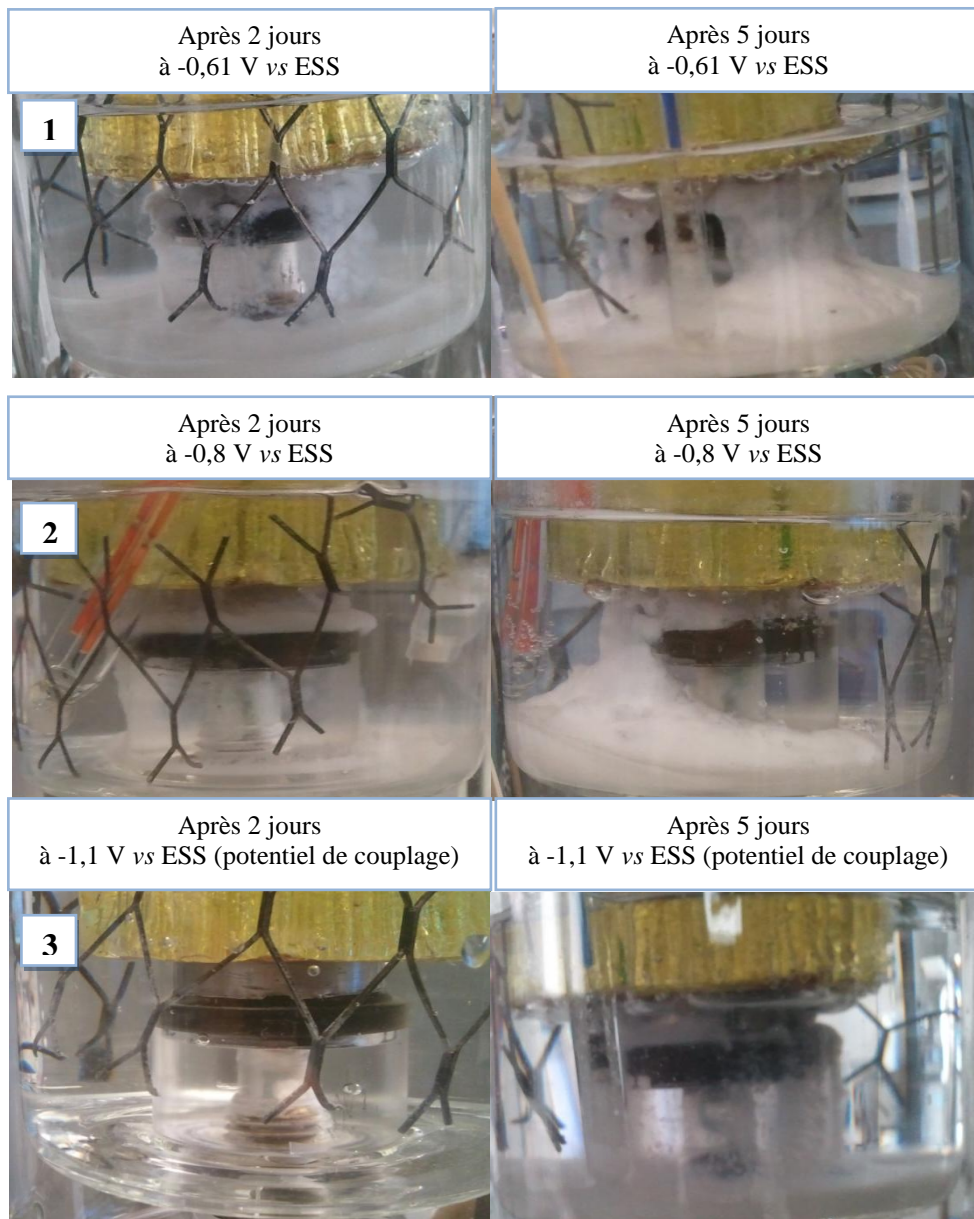 Après 2 jours
à -0,61 V vs ESS
Après 5 jours
à -0,61 V vs ESS
1
Après 2 jours
à -0,8 V vs ESS
Après 5 jours
à -0,8 V vs ESS
2
Après 2 jours
à -1,1 V vs ESS (potentiel de couplage)
Après 5 jours
à -1,1 V vs ESS (potentiel de couplage)
3